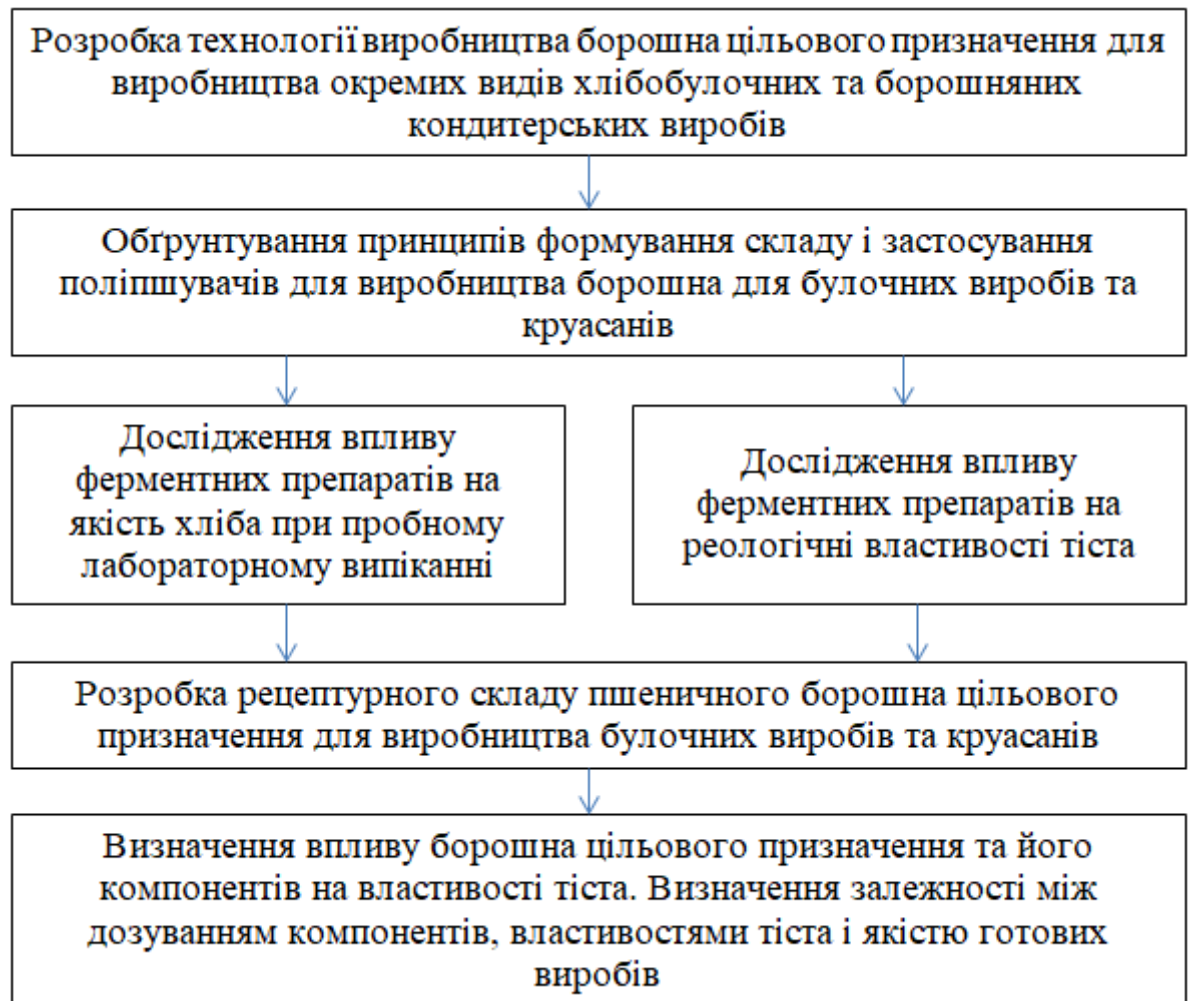 Розробка технології виробництва борошна цільового призначення для
виробництва окремих видів хлібобулочних та борошняних
кондитерських виробів
Обґрунтування принципів формування складу і застосування
поліпшувачів для виробництва борошна для булочних виробів та
круасанів
Дослідження впливу
ферментних препаратів на
якість хліба при пробному
лабораторному випіканні
Дослідження впливу
ферментних препаратів на
реологічні властивості тіста
Розробка рецептурного складу пшеничного борошна цільового
призначення для виробництва булочних виробів та круасанів
Визначення впливу борошна цільового призначення та його
компонентів на властивості тіста. Визначення залежності між
дозуванням компонентів, властивостями тіста і якістю готових
виробів